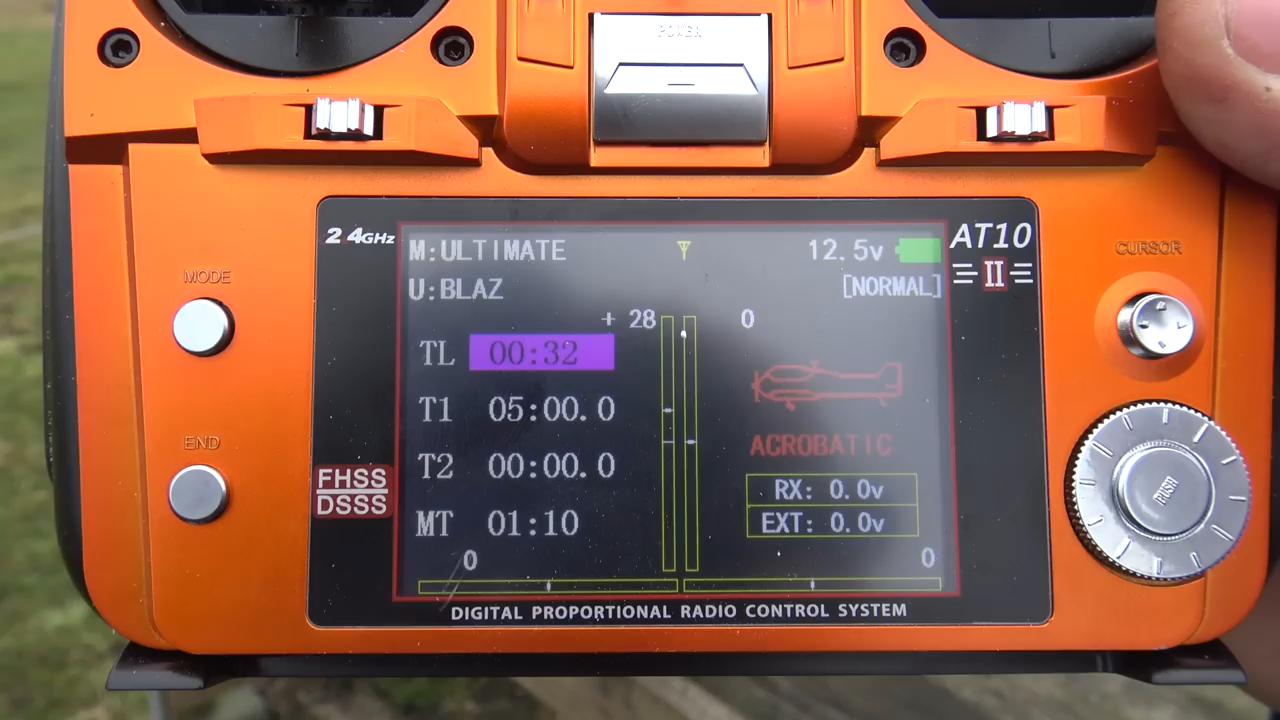 POWER
2.4GHz
AT10
II
CURSOR
MODE
END
FHSS
DSSS
M:ULTIMATE
12.5v
U:BLAZ
[NORMAL]
+ 28
0
TL 00:32
T1 05:00.0
T2 00:00.0
MT 01:10
ACROBATIC
RX: 0.0v
EXT: 0.0v
0
0
PUSH
DIGITAL PROPORTIONAL RADIO CONTROL SYSTEM